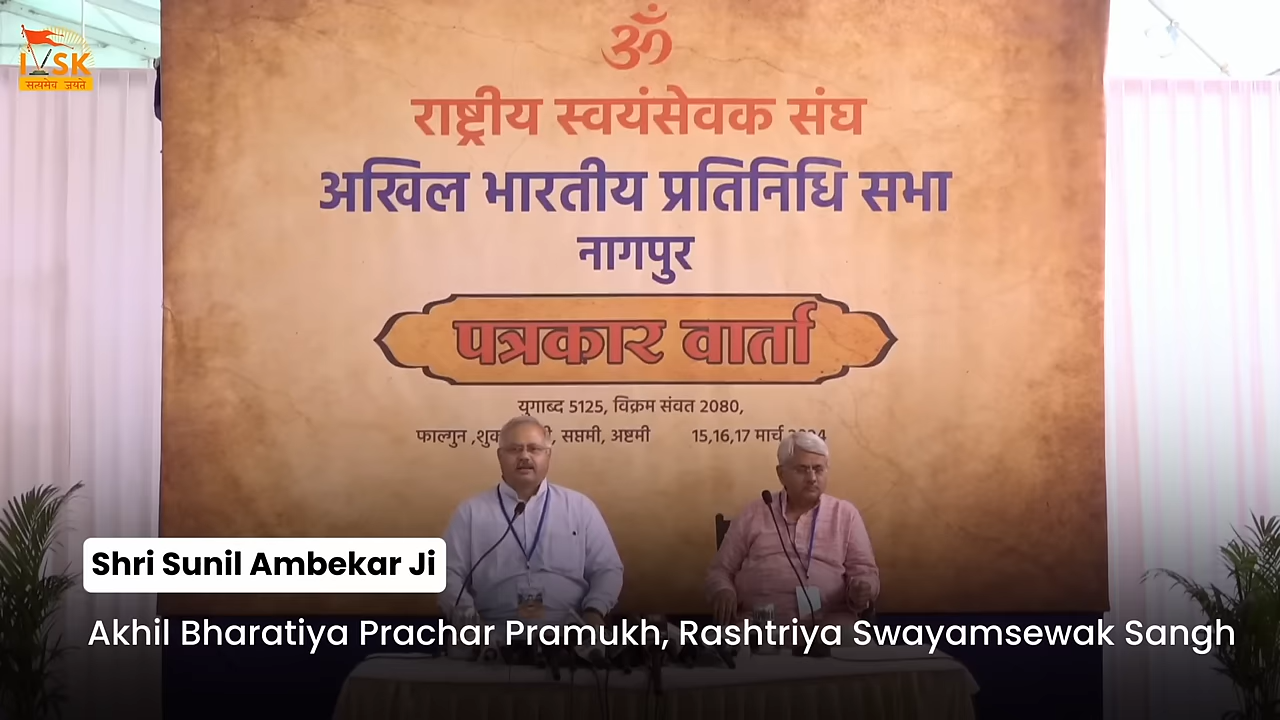 IVSK
सत्यमेव जयते
ॐ
राष्ट्रीय स्वयंसेवक संघ
अखिल भारतीय प्रतिनिधि सभा
नागपुर
पत्रकार वार्ता
युगाब्द 5125, विक्रम संवत 2080,
फाल्गुन ,शुक्ल सप्तमी, अष्टमी 15,16,17 मार्च
Shri Sunil Ambekar Ji
Akhil Bharatiya Prachar Pramukh, Rashtriya Swayamsewak Sangh